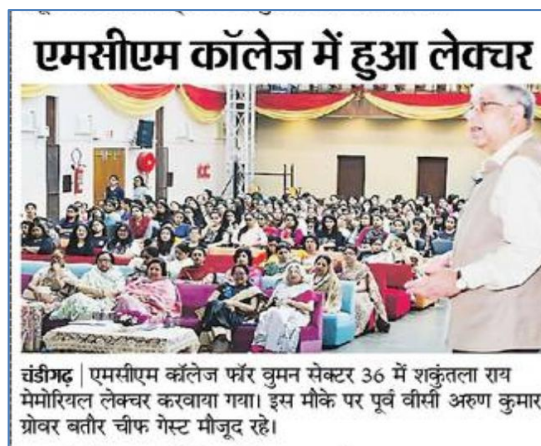 एमसीएम कॉलेज में हुआ लेक्चर
चंडीगढ़ | एमसीएम कॉलेज फॉर वुमन सेक्टर 36 में शकुंतला राय
मेमोरियल लेक्चर करवाया गया। इस मौके पर पूर्व वीसी अरुण कुमार
ग्रोवर बतौर चीफ गेस्ट मौजूद रहे।